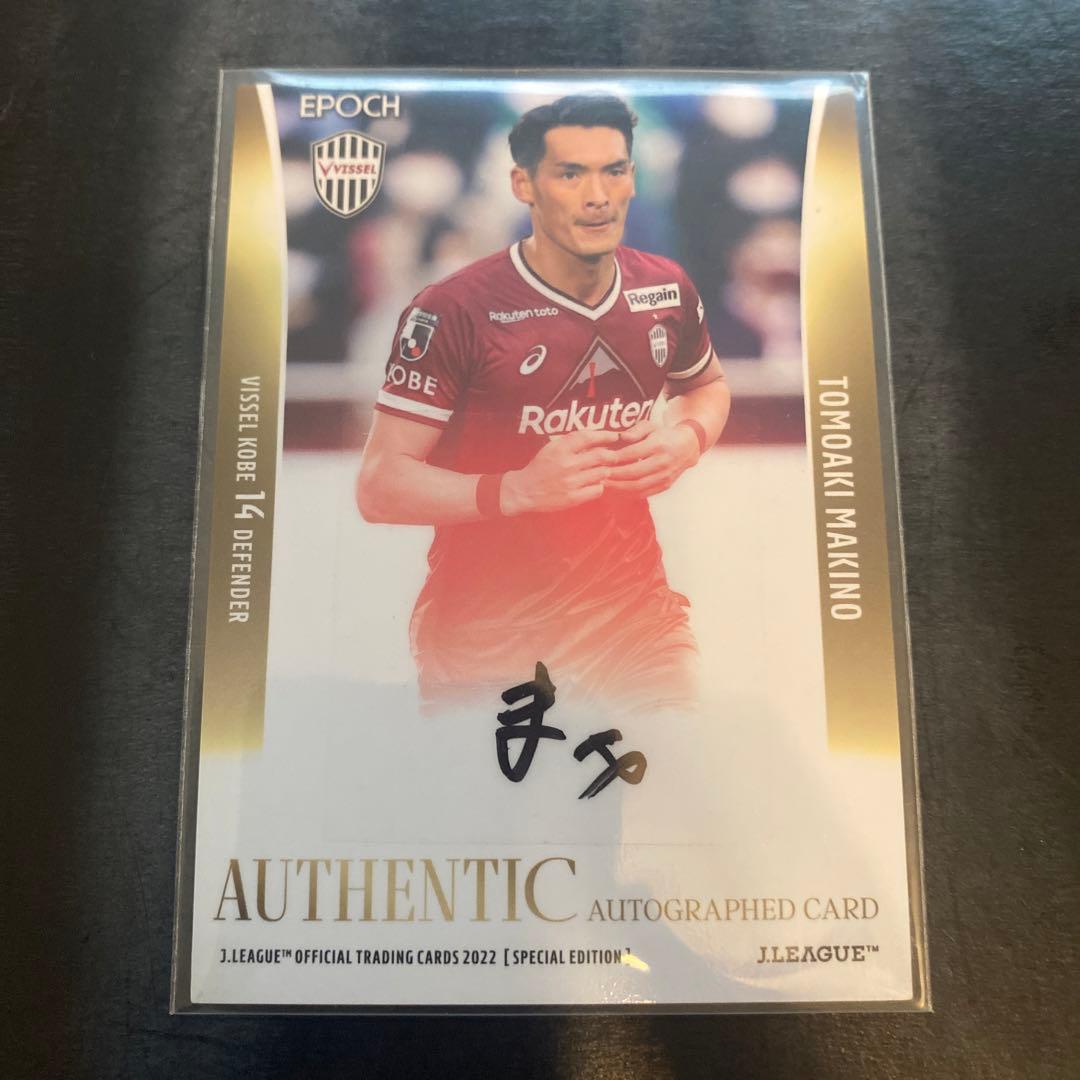 EPOCH
VISSEL
Regain
Rakuten toto
KOBE
Rakuten
VISSEL KOBE 14 DEFENDER
TOMOAKI MAKINO
AUTHENTIC AUTOGRAPHED CARD
J.LEAGUE™ OFFICIAL TRADING CARDS 2022 [SPECIAL EDITION]
J.LEAGUE™